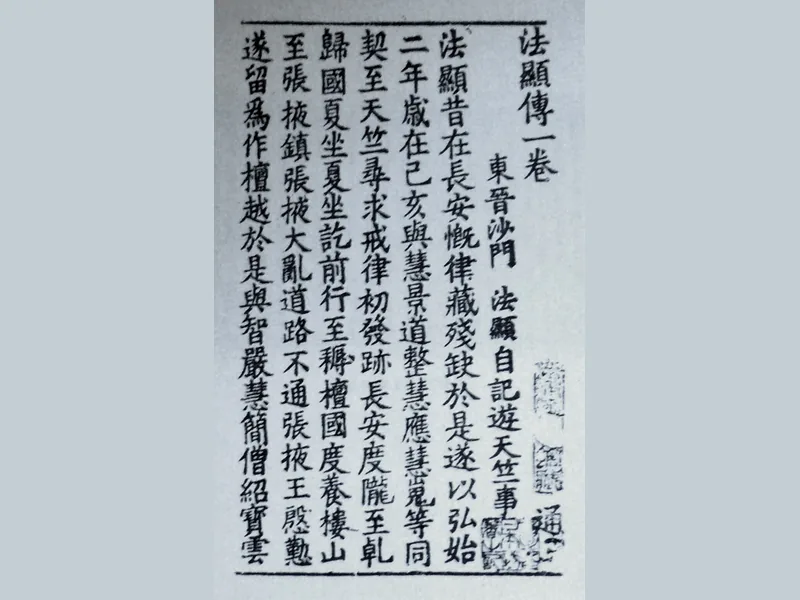 法顯傳一卷 通一
東晉沙門 法顯自記遊天竺事
法顯昔在長安慨律藏殘缺於是遂以弘始
二年歳在己亥與慧景道整慧應慧嵬等同
契至天竺尋求戒律初發跡長安度隴至乹
歸國夏坐夏坐訖前行至耨檀國度養樓山
至張掖鎮張掖大亂道路不通張掖王慇懃
遂留爲作檀越於是與智嚴慧簡僧紹寶雲